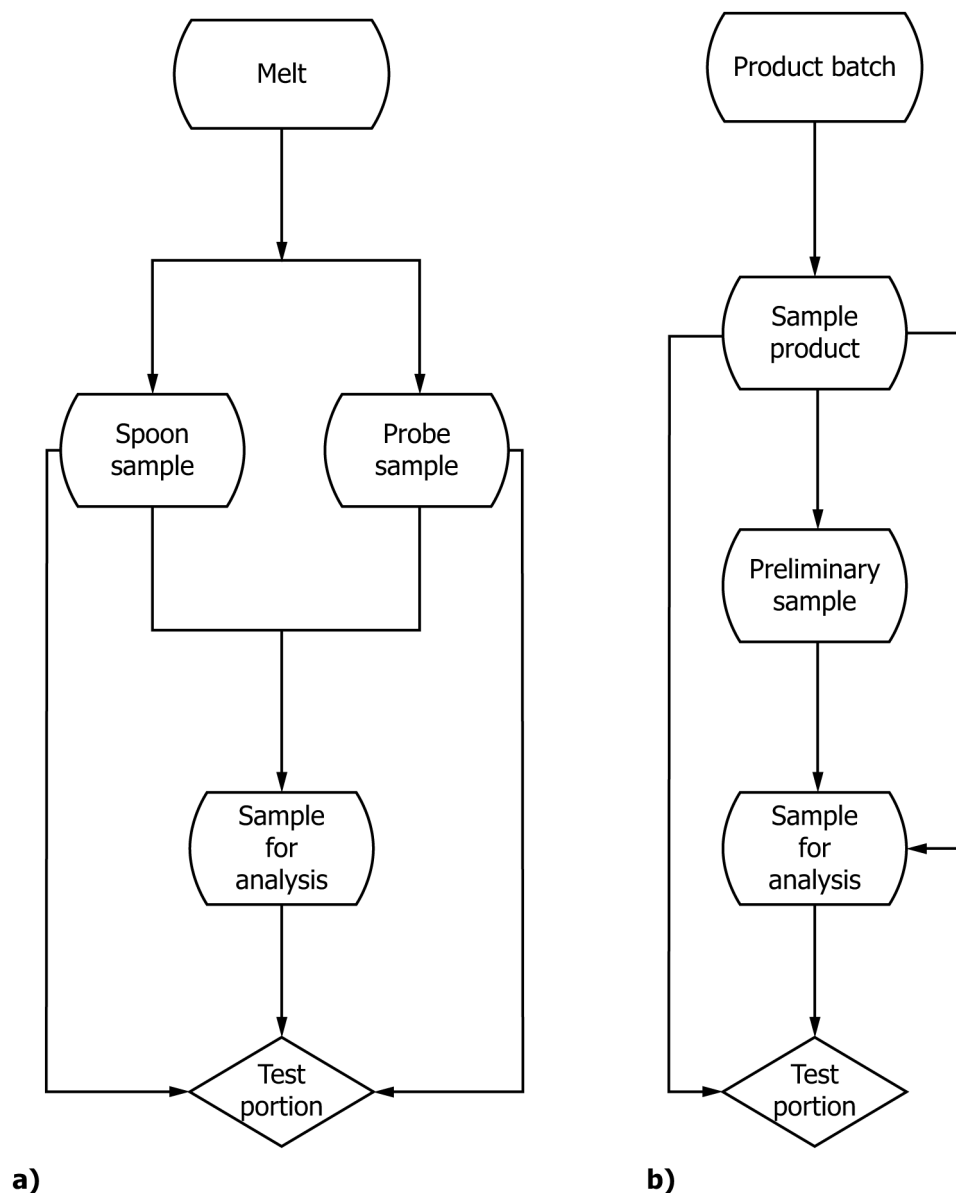 Melt
Spoon
sample
Probe
sample
Sample
for
analysis
Test
portion
a)
Product batch
Sample
product
Preliminary
sample
Sample
for
analysis
Test
portion
b)